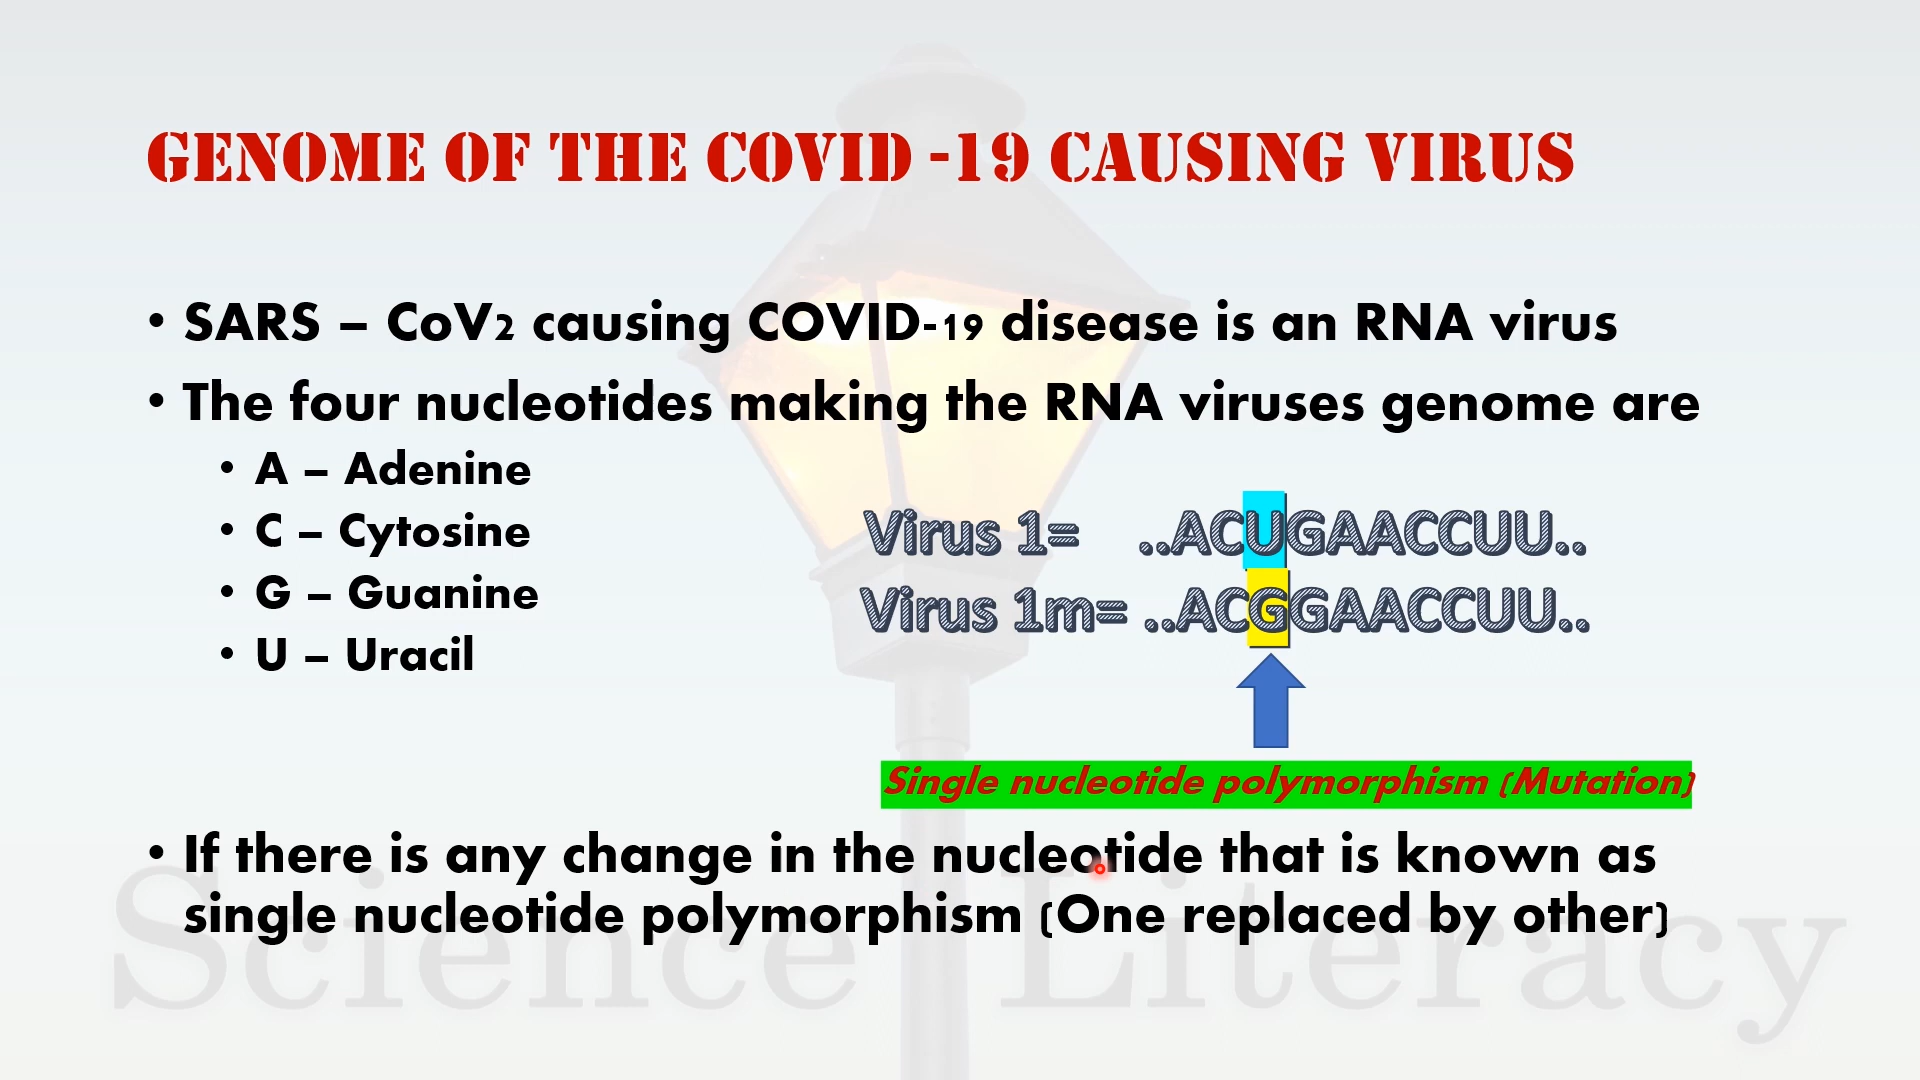 GENOME OF THE COVID -19 CAUSING VIRUS
• SARS – CoV2 causing COVID-19 disease is an RNA virus
• The four nucleotides making the RNA viruses genome are
• A – Adenine
• C – Cytosine
• G – Guanine
• U – Uracil
Virus 1= ..ACUGAACCUU..
Virus 1m= ..ACGGAACCUU..
Single nucleotide polymorphism (Mutation)
• If there is any change in the nucleotide that is known as
single nucleotide polymorphism (One replaced by other)
Science Literacy